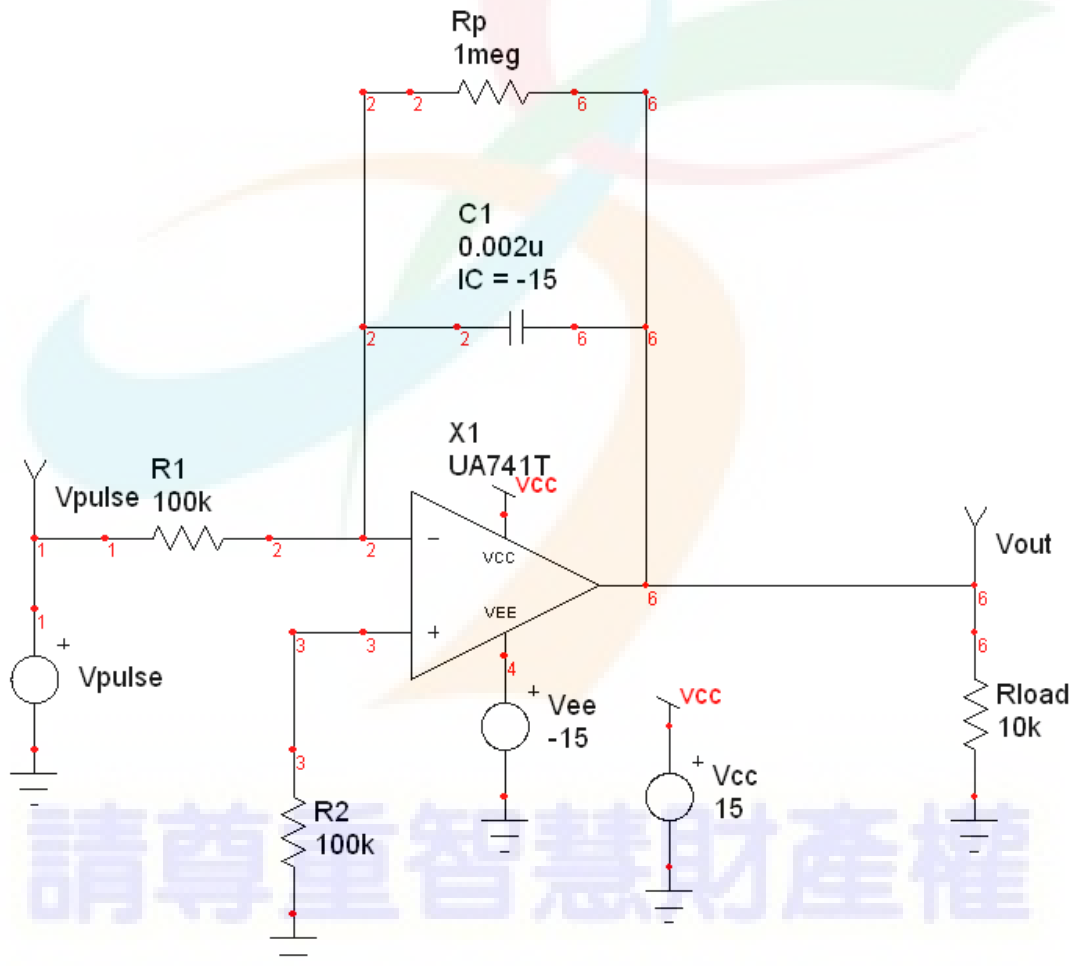 Rp
1meg
2
2
6
6
C1
0.002u
IC = -15
2
2
6
6
X1
UA741T
vcc
R1
Vpulse
100k
1
1
2
2
−
VCC
Vout
6
6
1
+
Vpulse
3
3
+
VEE
4
6
+
Vee
-15
vcc
Rload
10k
3
+
Vcc
15
R2
100k
請尊重智慧財產權